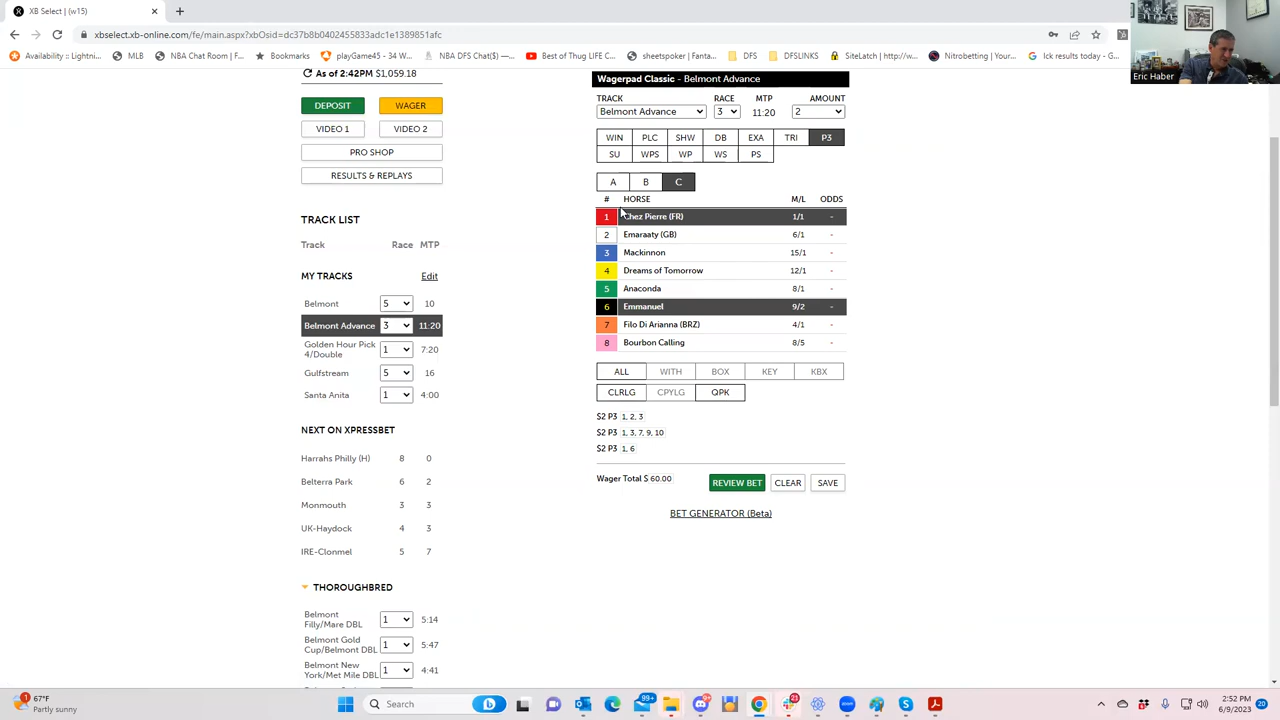 XB Select | (w15)
xbselect.xb-online.com/fe/main.aspx?xbOsid=dc37b8b0402455833adc1e3389851afc
Availability :: Lightni...
MLB
NBA Chat Room | F...
Bookmarks
playGame45 - 34 W...
NBA DFS Chat($) -...
Best of Thug LIFE C...
sheetspoker | Fanta...
DFS
DFSLINKS
SiteLatch | http://w...
Nitrobetting | Your...
Ick results today - G...
Eric Haber
As of 2:42PM $1,059.18
DEPOSIT WAGER
VIDEO 1 VIDEO 2
PRO SHOP
RESULTS & REPLAYS
TRACK LIST
Track Race MTP
MY TRACKS Edit
Belmont 5 10
Belmont Advance 3 11:20
Golden Hour Pick
4/Double 1 7:20
Gulfstream 5 16
Santa Anita 1 4:00
NEXT ON XPRESSBET
Harrahs Philly (H) 8 0
Belterra Park 6 2
Monmouth 3 3
UK-Haydock 4 3
IRE-Clonmel 5 7
THOROUGHBRED
Belmont
Filly/Mare DBL 1 5:14
Belmont Gold
Cup/Belmont DBL 1 5:47
Belmont New
York/Met Mile DBL 1 4:41
Wagerpad Classic - Belmont Advance
TRACK RACE MTP AMOUNT
Belmont Advance 3 11:20 2
WIN PLC SHW DB EXA TRI P3
SU WPS WP WS PS
A B C
# HORSE M/L ODDS
1 Chez Pierre (FR) 1/1 -
2 Emaraaty (GB) 6/1 -
3 Mackinnon 15/1 -
4 Dreams of Tomorrow 12/1 -
5 Anaconda 8/1 -
6 Emmanuel 9/2 -
7 Filo Di Arianna (BRZ) 4/1 -
8 Bourbon Calling 8/5 -
ALL WITH BOX KEY KBX
CLRLG CPYLG QPK
$2 P3 1, 2, 3
$2 P3 1, 3, 7, 9, 10
$2 P3 1, 6
Wager Total $ 60.00 REVIEW BET CLEAR SAVE
BET GENERATOR (Beta)
1
67°F
Partly sunny
Search
99+
21
2:52 PM
6/9/2023
20